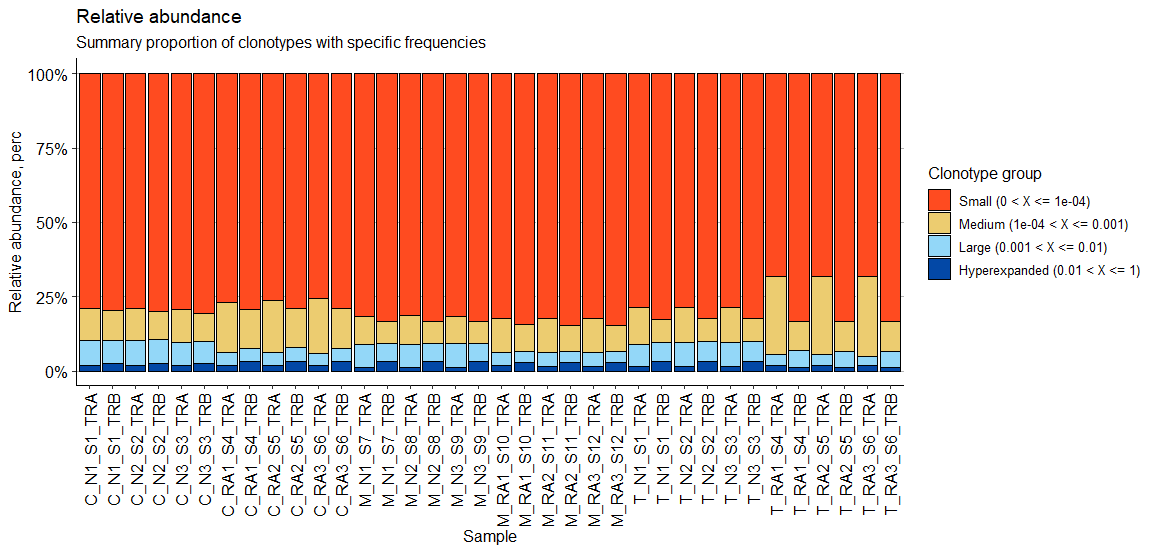 Relative abundance
Summary proportion of clonotypes with specific frequencies
Relative abundance, perc
100%
75%
50%
25%
0%
C_N1_S1_TRA
C_N1_S1_TRB
C_N2_S2_TRA
C_N2_S2_TRB
C_N3_S3_TRA
C_N3_S3_TRB
C_RA1_S4_TRA
C_RA1_S4_TRB
C_RA2_S5_TRA
C_RA2_S5_TRB
C_RA3_S6_TRA
C_RA3_S6_TRB
M_N1_S7_TRA
M_N1_S7_TRB
M_N2_S8_TRA
M_N2_S8_TRB
M_N3_S9_TRA
M_N3_S9_TRB
M_RA1_S10_TRA
M_RA1_S10_TRB
M_RA2_S11_TRA
M_RA2_S11_TRB
M_RA3_S12_TRA
M_RA3_S12_TRB
T_N1_S1_TRA
T_N1_S1_TRB
T_N2_S2_TRA
T_N2_S2_TRB
T_N3_S3_TRA
T_N3_S3_TRB
T_RA1_S4_TRA
T_RA1_S4_TRB
T_RA2_S5_TRA
T_RA2_S5_TRB
T_RA3_S6_TRA
T_RA3_S6_TRB
Sample
Clonotype group
Small (0 < X <= 1e-04)
Medium (1e-04 < X <= 0.001)
Large (0.001 < X <= 0.01)
Hyperexpanded (0.01 < X <= 1)